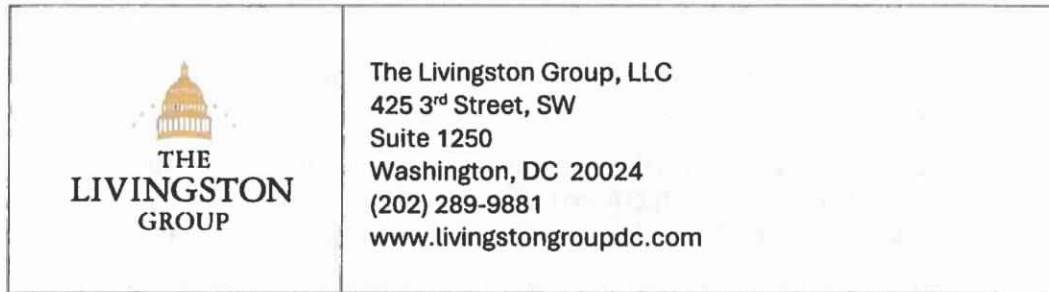 THE
LIVINGSTON
GROUP
The Livingston Group, LLC
425 3rd Street, SW
Suite 1250
Washington, DC 20024
(202) 289-9881
www.livingstongroupdc.com